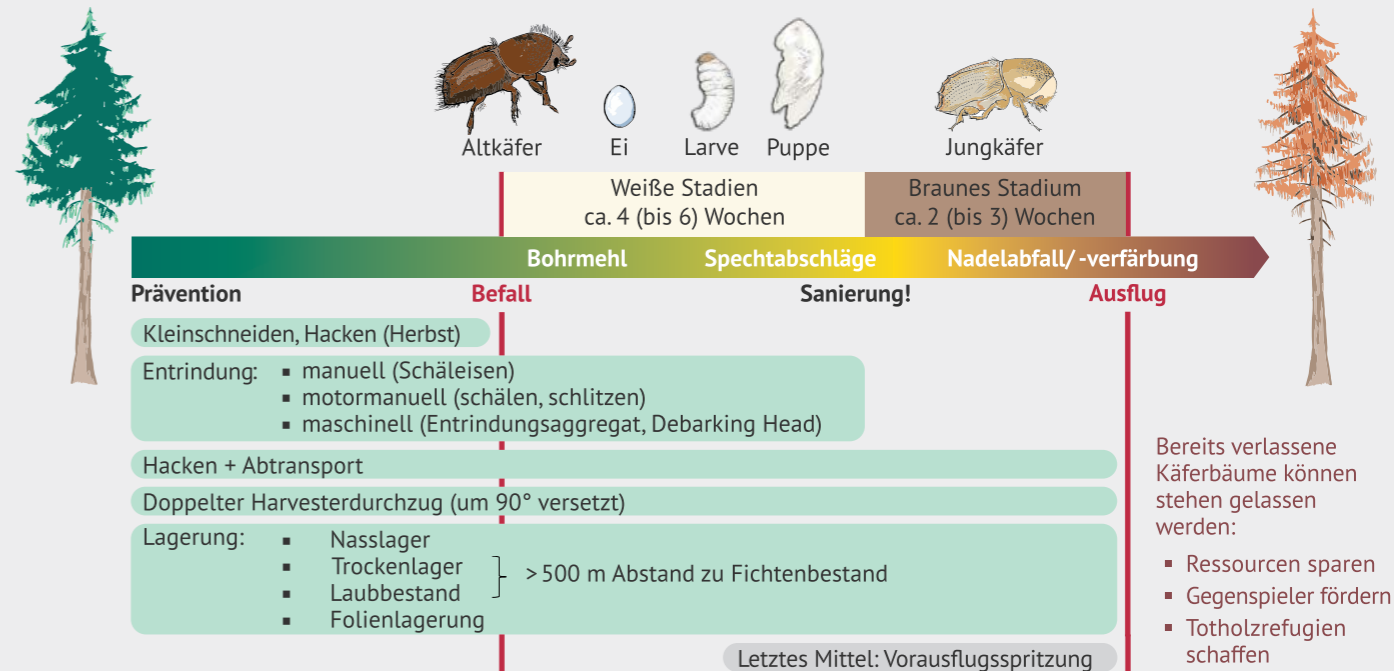 Altkäfer
Ei
Larve
Puppe
Jungkäfer
Weiße Stadien
ca. 4 (bis 6) Wochen
Braunes Stadium
ca. 2 (bis 3) Wochen
Bohrmehl
Spechtabschläge
Nadelabfall/ -verfärbung
Prävention
Befall
Sanierung!
Ausflug
Kleinschneiden, Hacken (Herbst)
Entrindung:
▪ manuell (Schäleisen)
▪ motormanuell (schälen, schlitzen)
▪ maschinell (Entrindungsaggregat, Debarking Head)
Hacken + Abtransport
Doppelter Harvesterdurchzug (um 90° versetzt)
Lagerung:
▪ Nasslager
▪ Trockenlager
▪ Laubbestand
> 500 m Abstand zu Fichtenbestand
▪ Folienlagerung
Letztes Mittel: Vorausflugsspritzung
Bereits verlassene
Käferbäume können
stehen gelassen
werden:
▪ Ressourcen sparen
▪ Gegenspieler fördern
▪ Totholzrefugien
schaffen